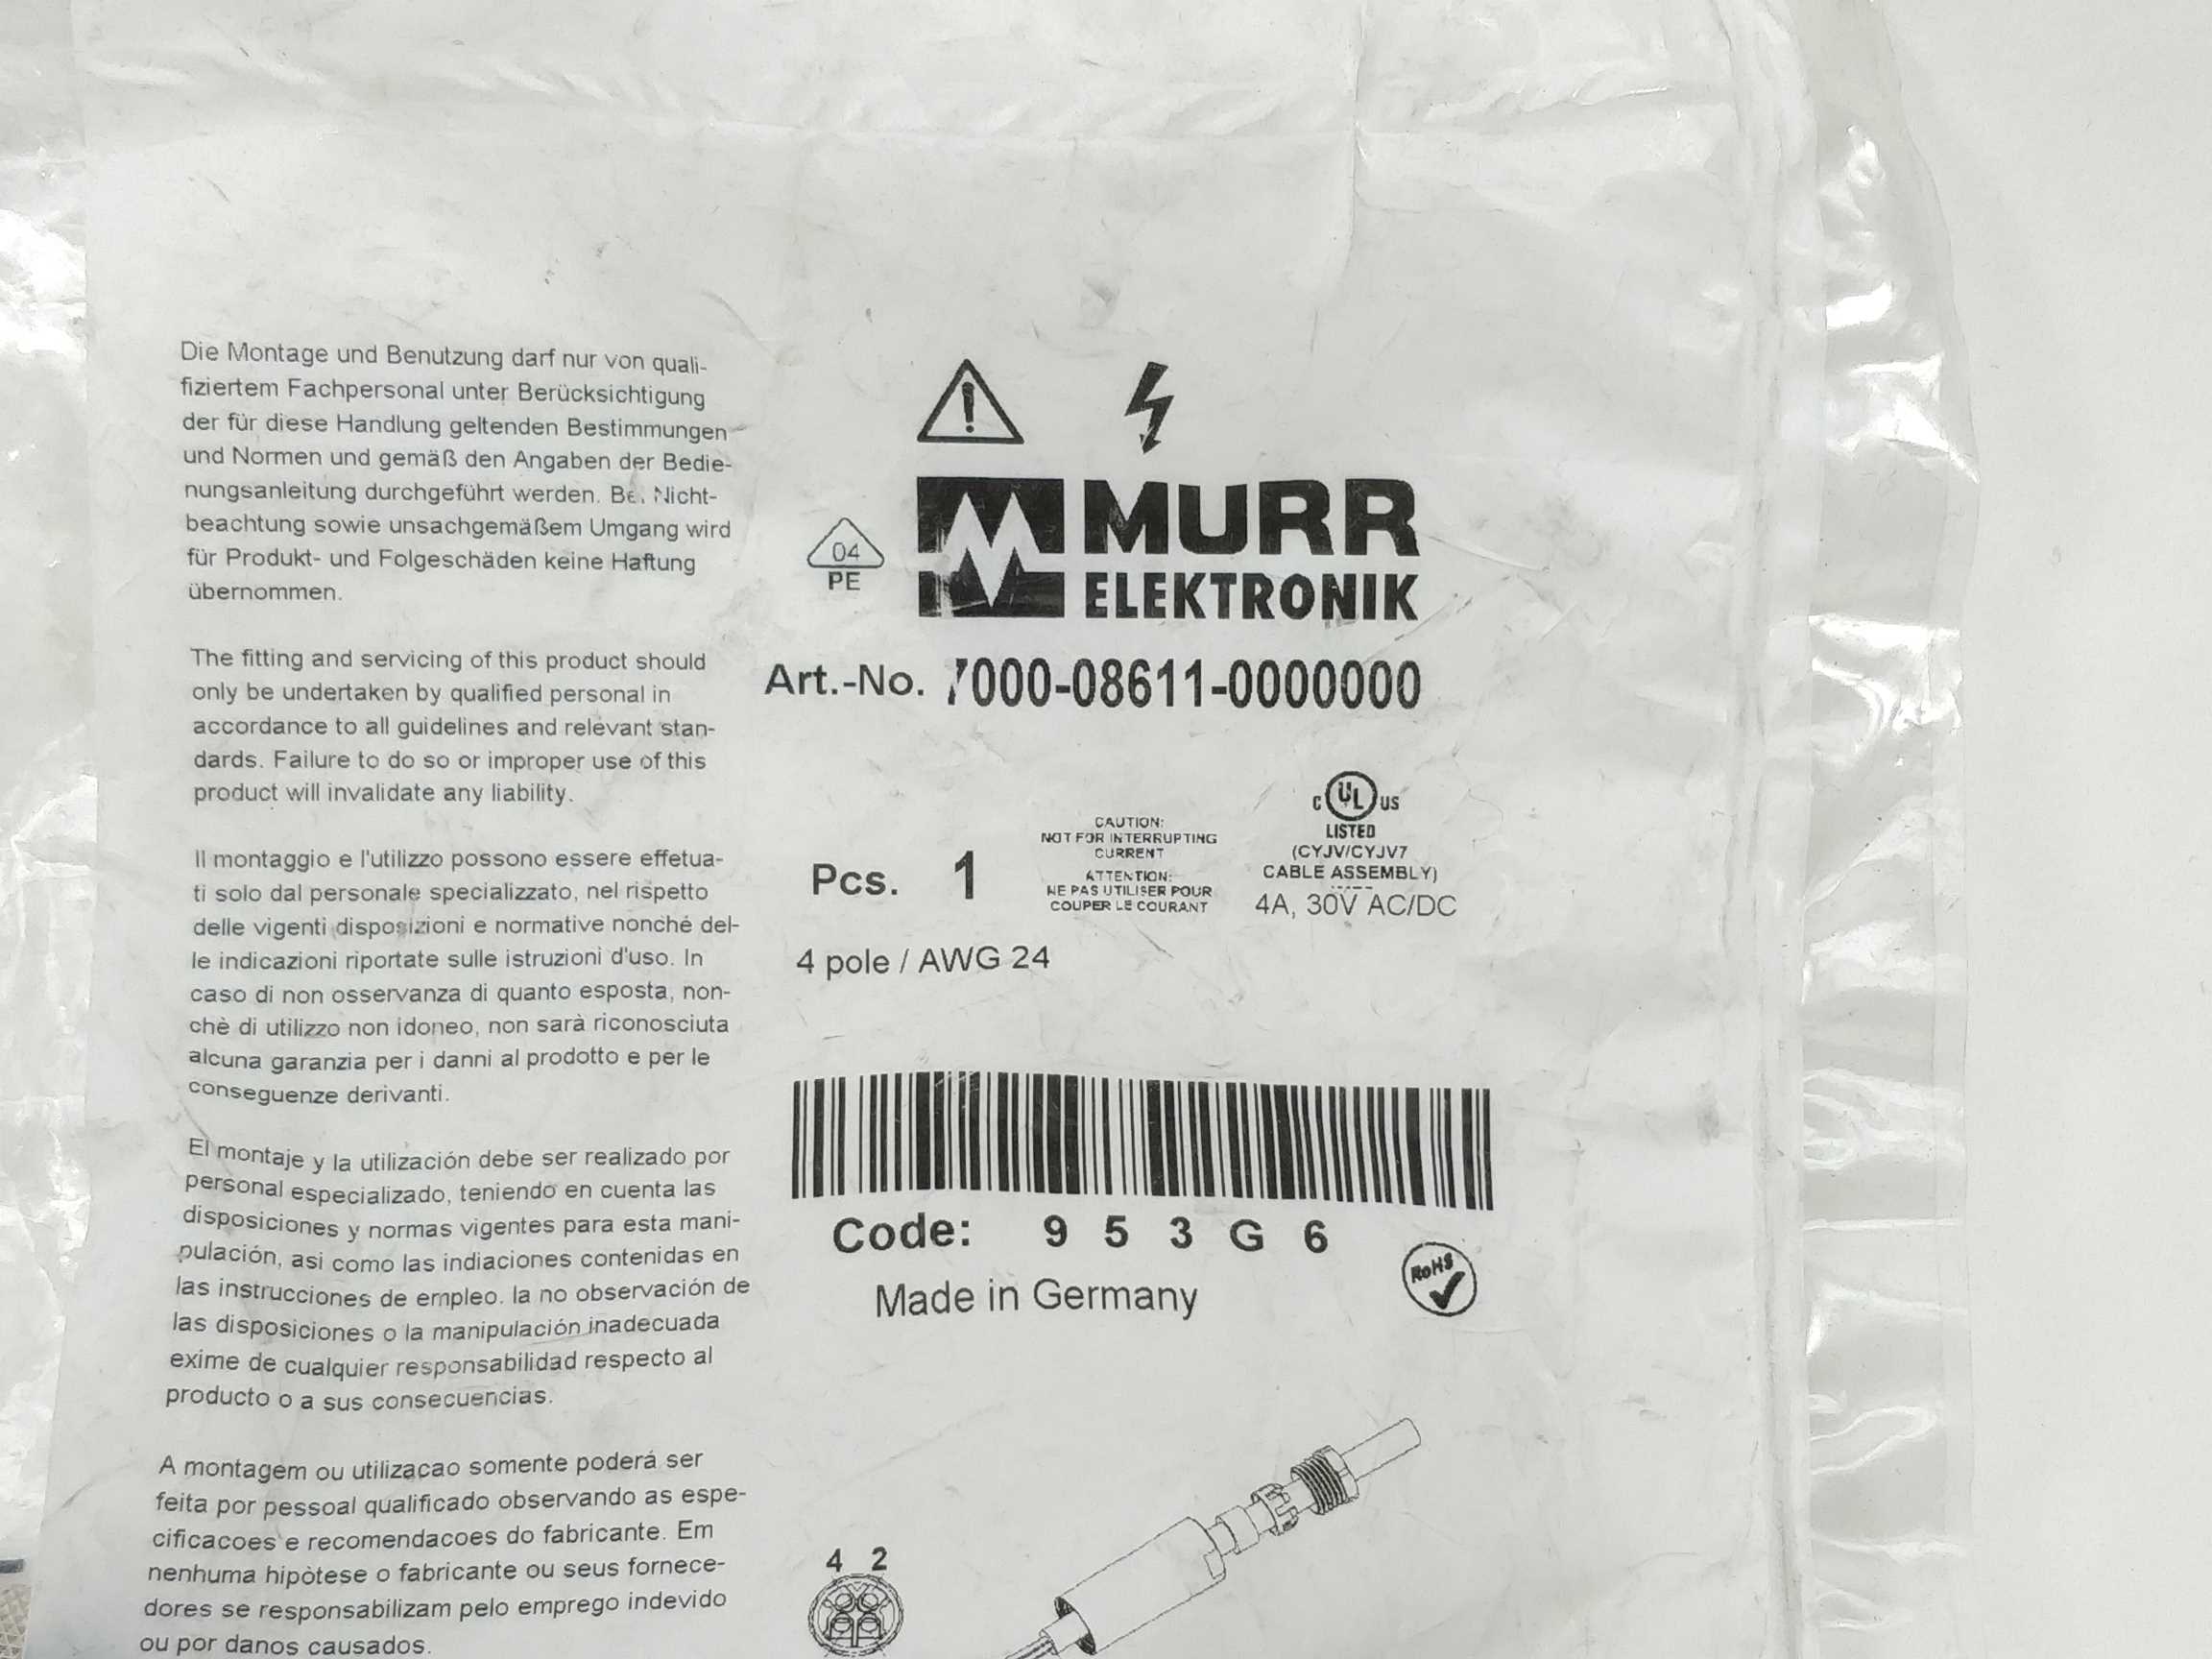 Die Montage und Benutzung darf nur von quali-
fiziertem Fachpersonal unter Berücksichtigung
der für diese Handlung geltenden Bestimmungen
und Normen und gemäß den Angaben der Bedie-
nungsanleitung durchgeführt werden. Bei Nicht-
beachtung sowie unsachgemäßem Umgang wird
für Produkt- und Folgeschäden keine Haftung
übernommen.
The fitting and servicing of this product should
only be undertaken by qualified personal in
accordance to all guidelines and relevant stan-
dards. Failure to do so or improper use of this
product will invalidate any liability.
Il montaggio e l'utilizzo possono essere effetua-
ti solo dal personale specializzato, nel rispetto
delle vigenti disposizioni e normative nonché del-
le indicazioni riportate sulle istruzioni d'uso. In
caso di non osservanza di quanto esposta, non-
chè di utilizzo non idoneo, non sarà riconosciuta
alcuna garanzia per i danni al prodotto e per le
conseguenze derivanti.
El montaje y la utilización debe ser realizado por
personal especializado, teniendo en cuenta las
disposiciones y normas vigentes para esta mani-
pulación, asi como las indiaciones contenidas en
las instrucciones de empleo. la no observación de
las disposiciones o la manipulación inadecuada
exime de cualquier responsabilidad respecto al
producto o a sus consecuencias.
A montagem ou utilizaçao somente poderá ser
feita por pessoal qualificado observando as espe-
cificacoes e recomendacoes do fabricante. Em
nenhuma hipòtese o fabricante ou seus fornece-
dores se responsabilizam pelo emprego indevido
ou por danos causados.
04
PE
MURR
ELEKTRONIK
Art.-No. 7000-08611-0000000
Pcs. 1
CAUTION:
NOT FOR INTERRUPTING
CURRENT
ATTENTION:
NE PAS UTILISER POUR
COUPER LE COURANT
C UL US
LISTED
(CYJV/CYJV7
CABLE ASSEMBLY)
4A, 30V AC/DC
4 pole / AWG 24
Code: 9 5 3 G 6
Made in Germany
RoHS
4 2